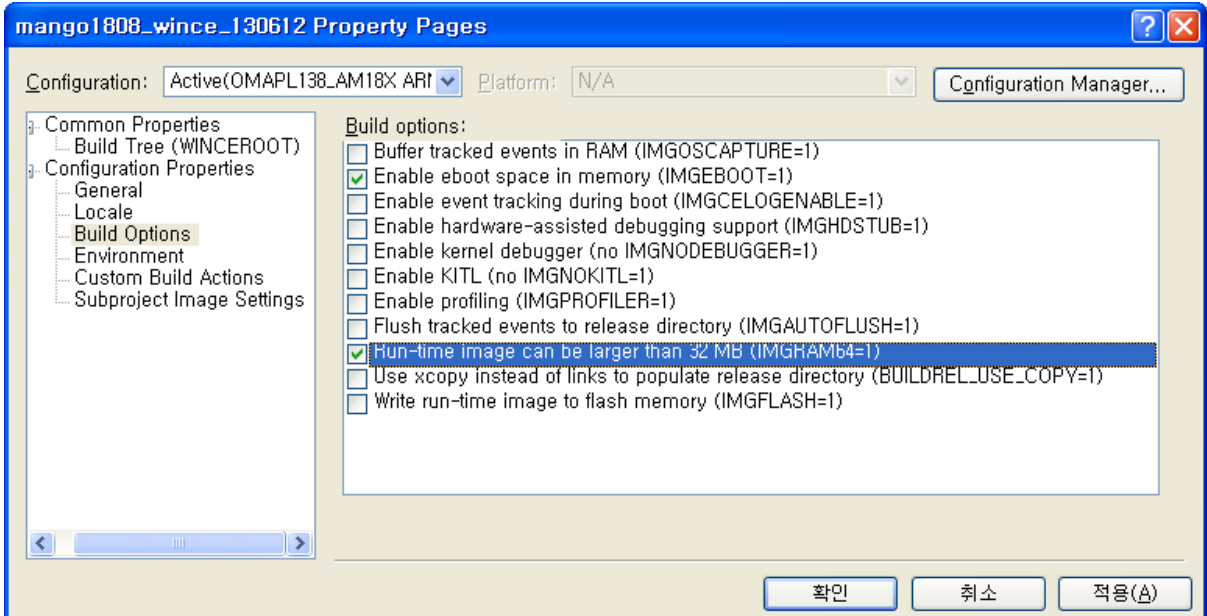 mango1808_wince_130612 Property Pages
Configuration: Active(OMAPL138_AM18X ARM Platform: N/A Configuration Manager...
Common Properties
Build Tree (WINCEROOT)
Configuration Properties
General
Locale
Build Options
Environment
Custom Build Actions
Subproject Image Settings
Build options:
Buffer tracked events in RAM (IMGOSCAPTURE=1)
Enable eboot space in memory (IMGEBOOT=1)
Enable event tracking during boot (IMGCELOGENABLE=1)
Enable hardware-assisted debugging support (IMGHDSTUB=1)
Enable kernel debugger (no IMGNODEBUGGER=1)
Enable KITL (no IMGNOKITL=1)
Enable profiling (IMGPROFILER=1)
Flush tracked events to release directory (IMGAUTOFLUSH=1)
Run-time image can be larger than 32 MB (IMGRAM64=1)
Use xcopy instead of links to populate release directory (BUILDREL_USE_COPY=1)
Write run-time image to flash memory (IMGFLASH=1)
확인 취소 적용(A)